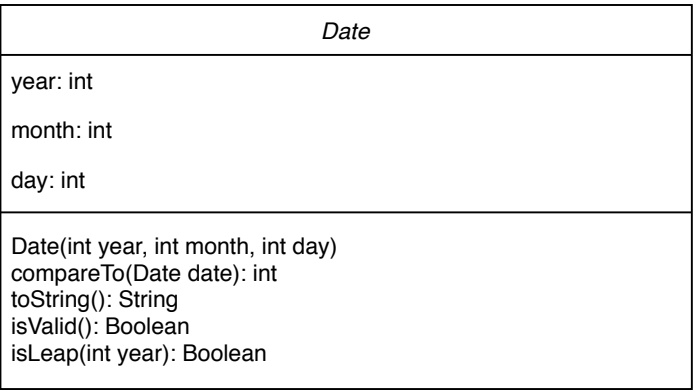 Date
year: int
month: int
day: int
Date(int year, int month, int day)
compareTo(Date date): int
toString(): String
isValid(): Boolean
isLeap(int year): Boolean